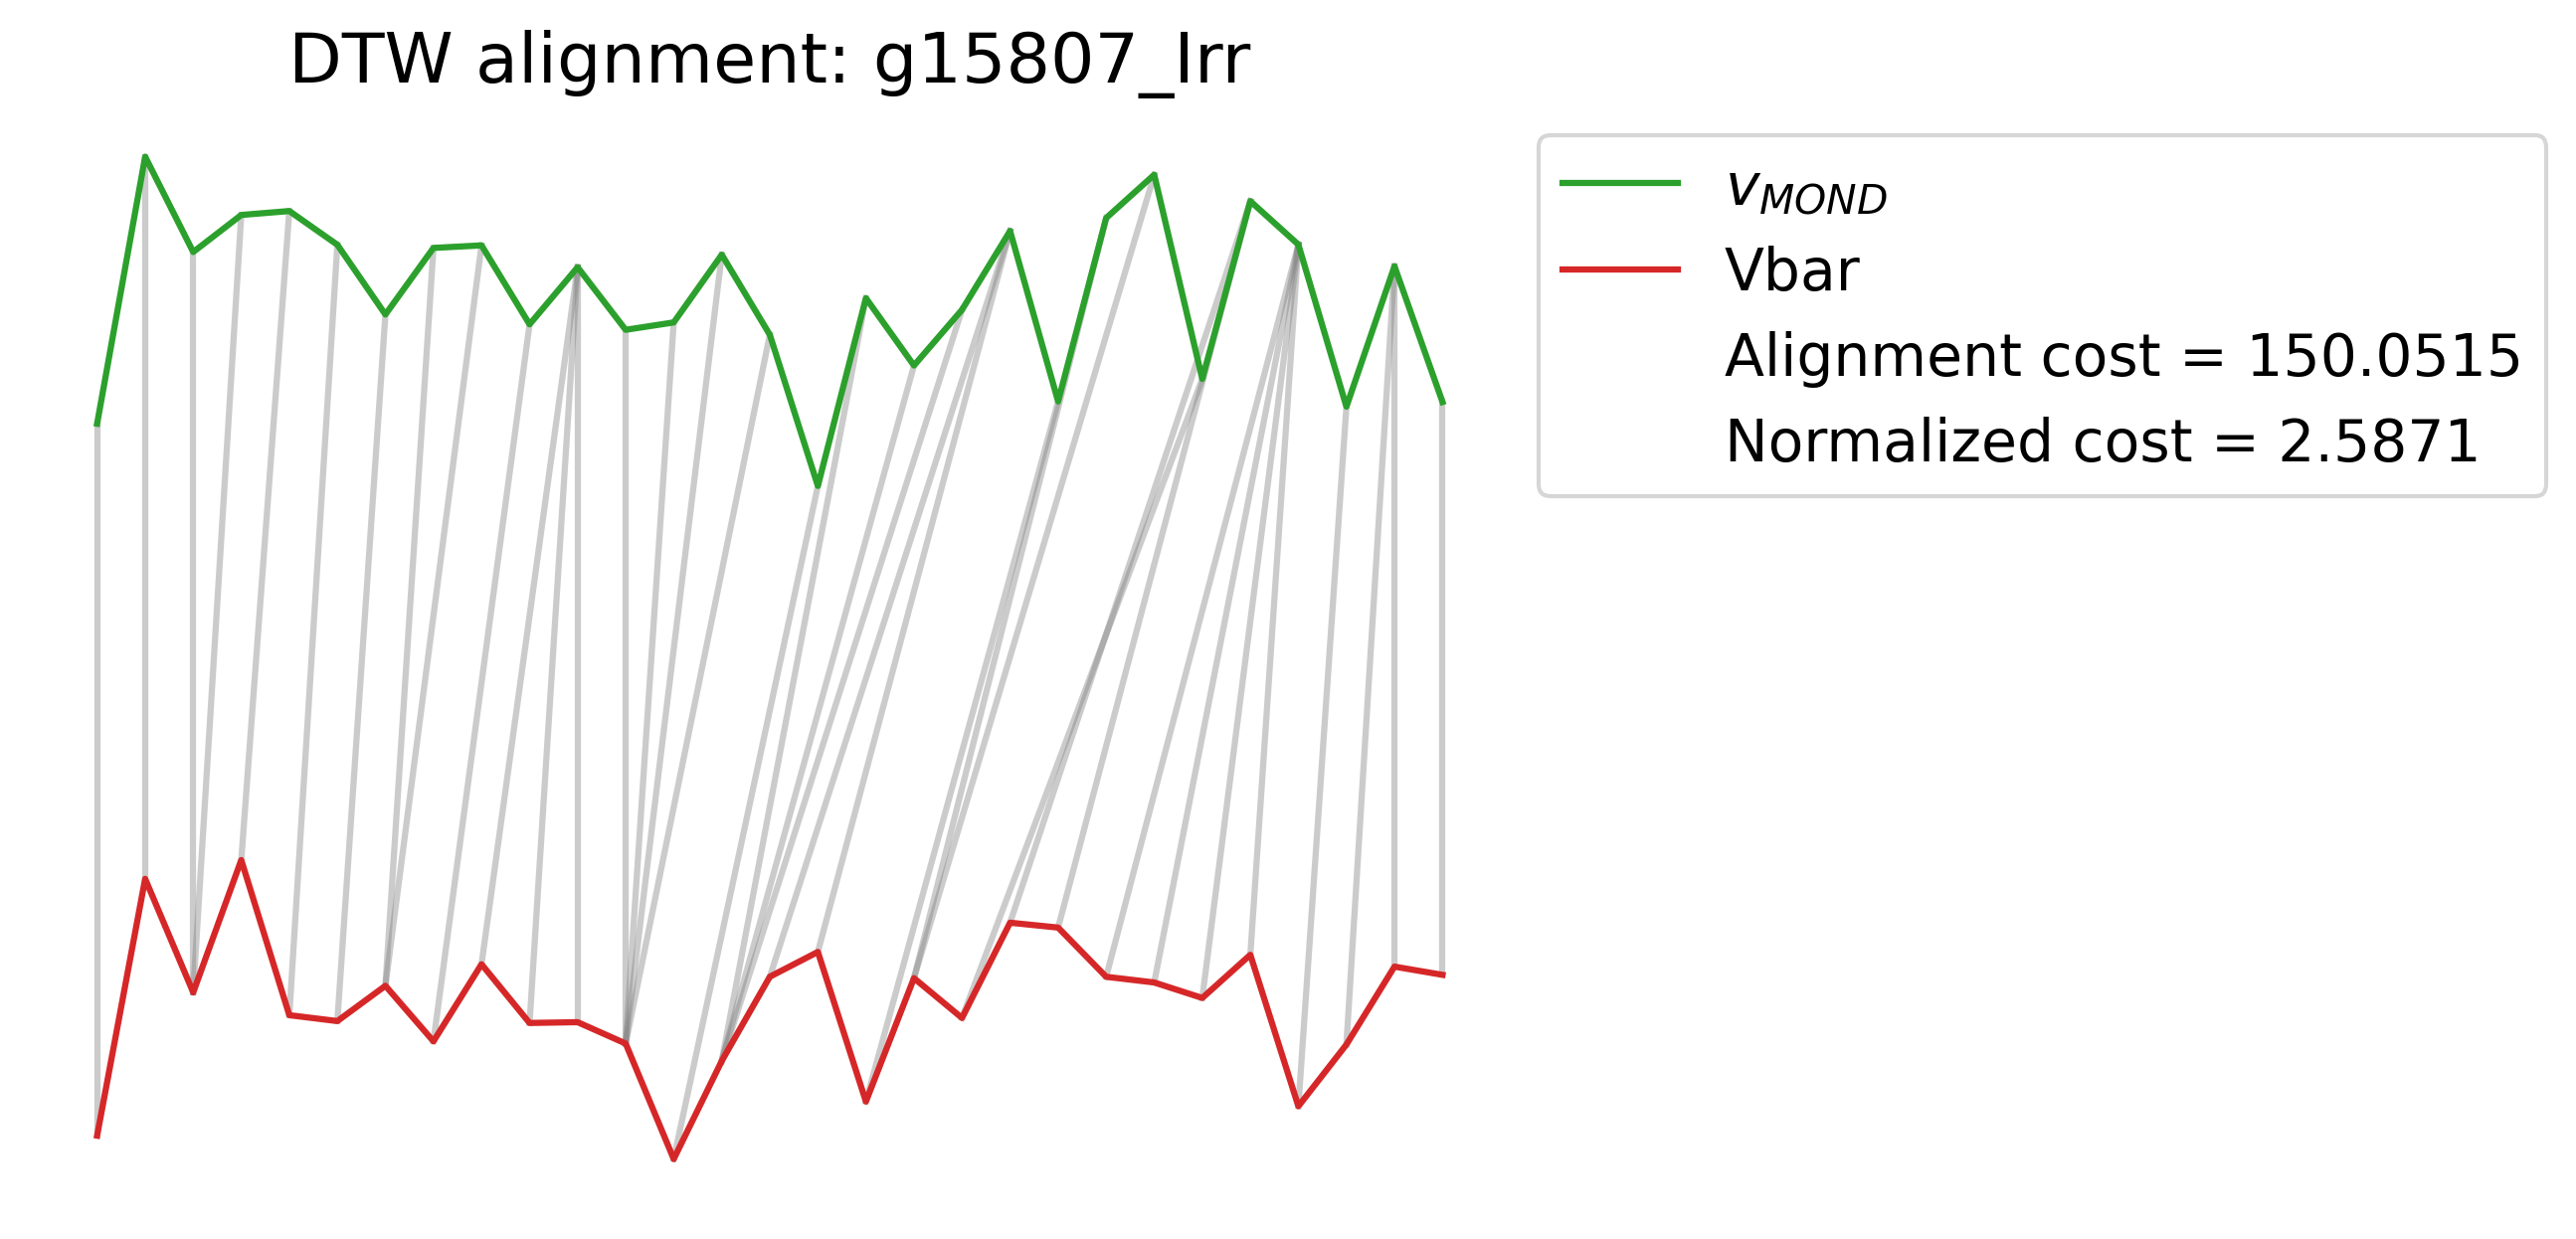 DTW alignment: g15807_Irr
v_MOND
Vbar
Alignment cost = 150.0515
Normalized cost = 2.5871